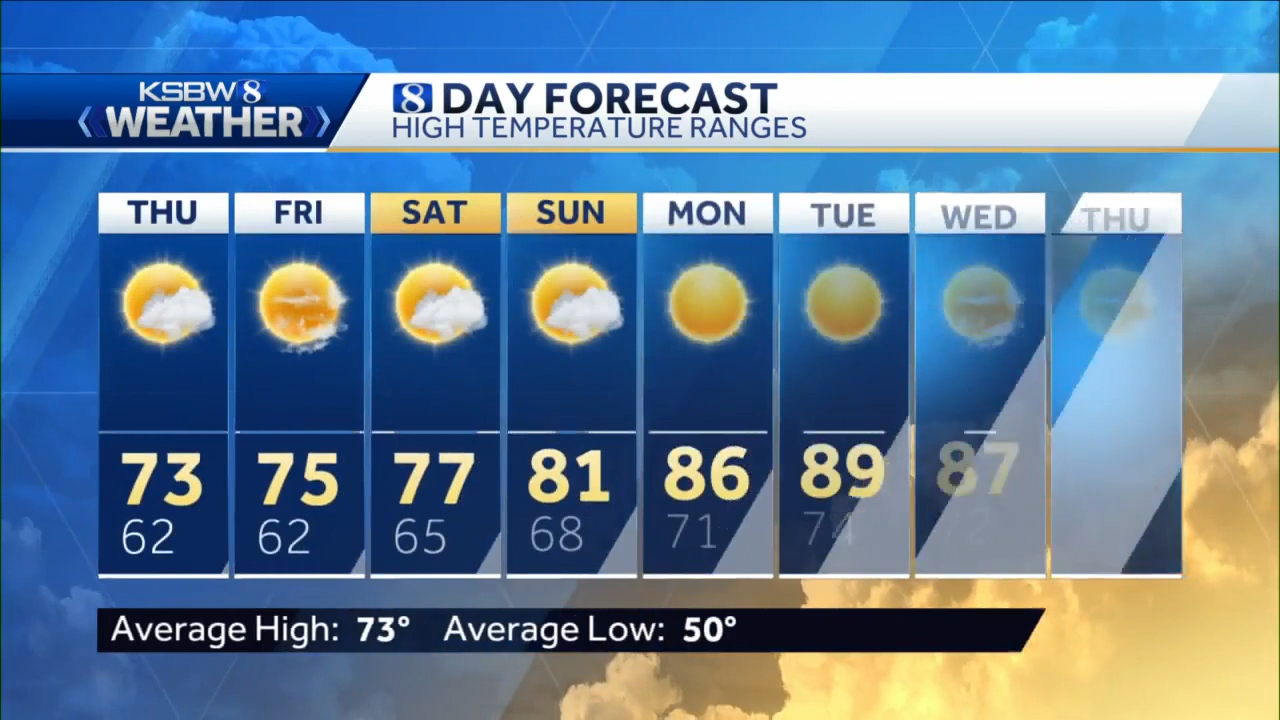 KSBW 8
WEATHER
8 DAY FORECAST
HIGH TEMPERATURE RANGES
THU FRI SAT SUN MON TUE WED THU
73 75 77 81 86 89 87
62 62 65 68 71 74
Average High: 73° Average Low: 50°